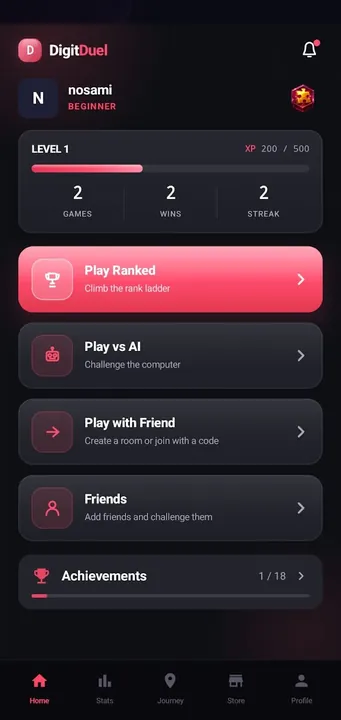 D DigitDuel
N
nosami
BEGINNER
LEVEL 1
XP 200 / 500
2 2 2
GAMES WINS STREAK
Play Ranked
Climb the rank ladder
Play vs AI
Challenge the computer
Play with Friend
Create a room or join with a code
Friends
Add friends and challenge them
Achievements 1 / 18
Home Stats Journey Store Profile